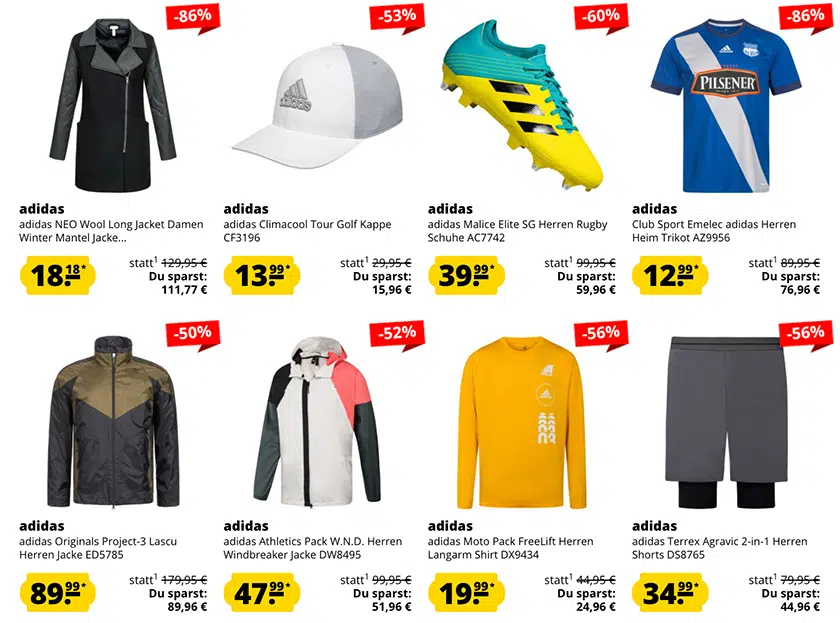 -86%
adidas
adidas NEO Wool Long Jacket Damen
Winter Mantel Jacke...
18.18*
statt¹ 129,95 €
Du sparst:
111,77 €
-53%
adidas
adidas
adidas Climacool Tour Golf Kappe
CF3196
13.99*
statt¹ 29,95 €
Du sparst:
15,96 €
-60%
adidas
adidas Malice Elite SG Herren Rugby
Schuhe AC7742
39.99*
statt¹ 99,95 €
Du sparst:
59,96 €
-86%
PILSENER
adidas
Club Sport Emelec adidas Herren
Heim Trikot AZ9956
12.99*
statt¹ 89,95 €
Du sparst:
76,96 €
-50%
adidas
adidas Originals Project-3 Lascu
Herren Jacke ED5785
89.99*
statt¹ 179,95 €
Du sparst:
89,96 €
-52%
adidas
adidas Athletics Pack W.N.D. Herren
Windbreaker Jacke DW8495
47.99*
statt¹ 99,95 €
Du sparst:
51,96 €
-56%
adidas
adidas Moto Pack FreeLift Herren
Langarm Shirt DX9434
19.99*
statt¹ 44,95 €
Du sparst:
24,96 €
-56%
adidas
adidas Terrex Agravic 2-in-1 Herren
Shorts DS8765
34.99*
statt¹ 79,95 €
Du sparst:
44,96 €